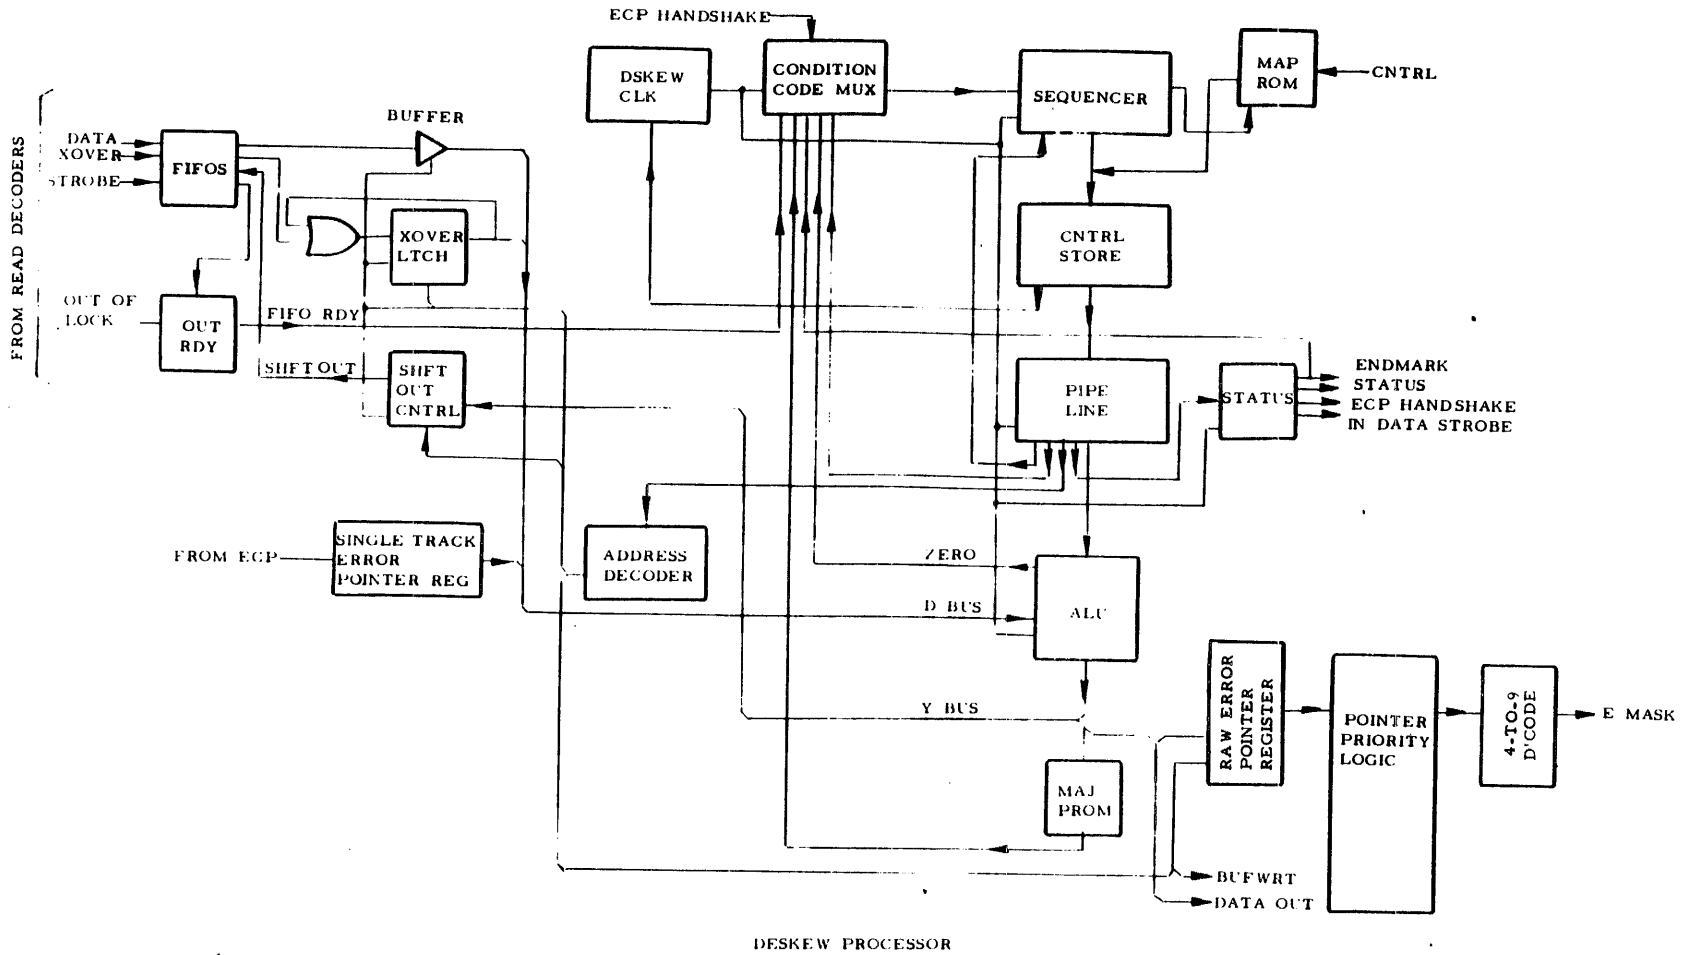 ECP HANDSHAKE
DSKEW
CLK
CONDITION
CODE MUX
SEQUENCER
MAP
ROM
CNTRL
BUFFER
FROM READ DECODERS
DATA
XOVER
STROBE
FIFOS
XOVER
LTCH
CNTRL
STORE
OUT OF
LOCK
OUT
RDY
FIFO RDY
SHFT OUT
SHFT
OUT
CNTRL
PIPE
LINE
STATUS
ENDMARK
STATUS
ECP HANDSHAKE
IN DATA STROBE
FROM ECP
SINGLE TRACK
ERROR
POINTER REG
ADDRESS
DECODER
ZERO
D BUS
ALU
Y BUS
MAJ
PROM
RAW ERROR
POINTER
REGISTER
POINTER
PRIORITY
LOGIC
4-TO-9
D'CODE
E MASK
BUFWRT
DATA OUT
DESKEW PROCESSOR